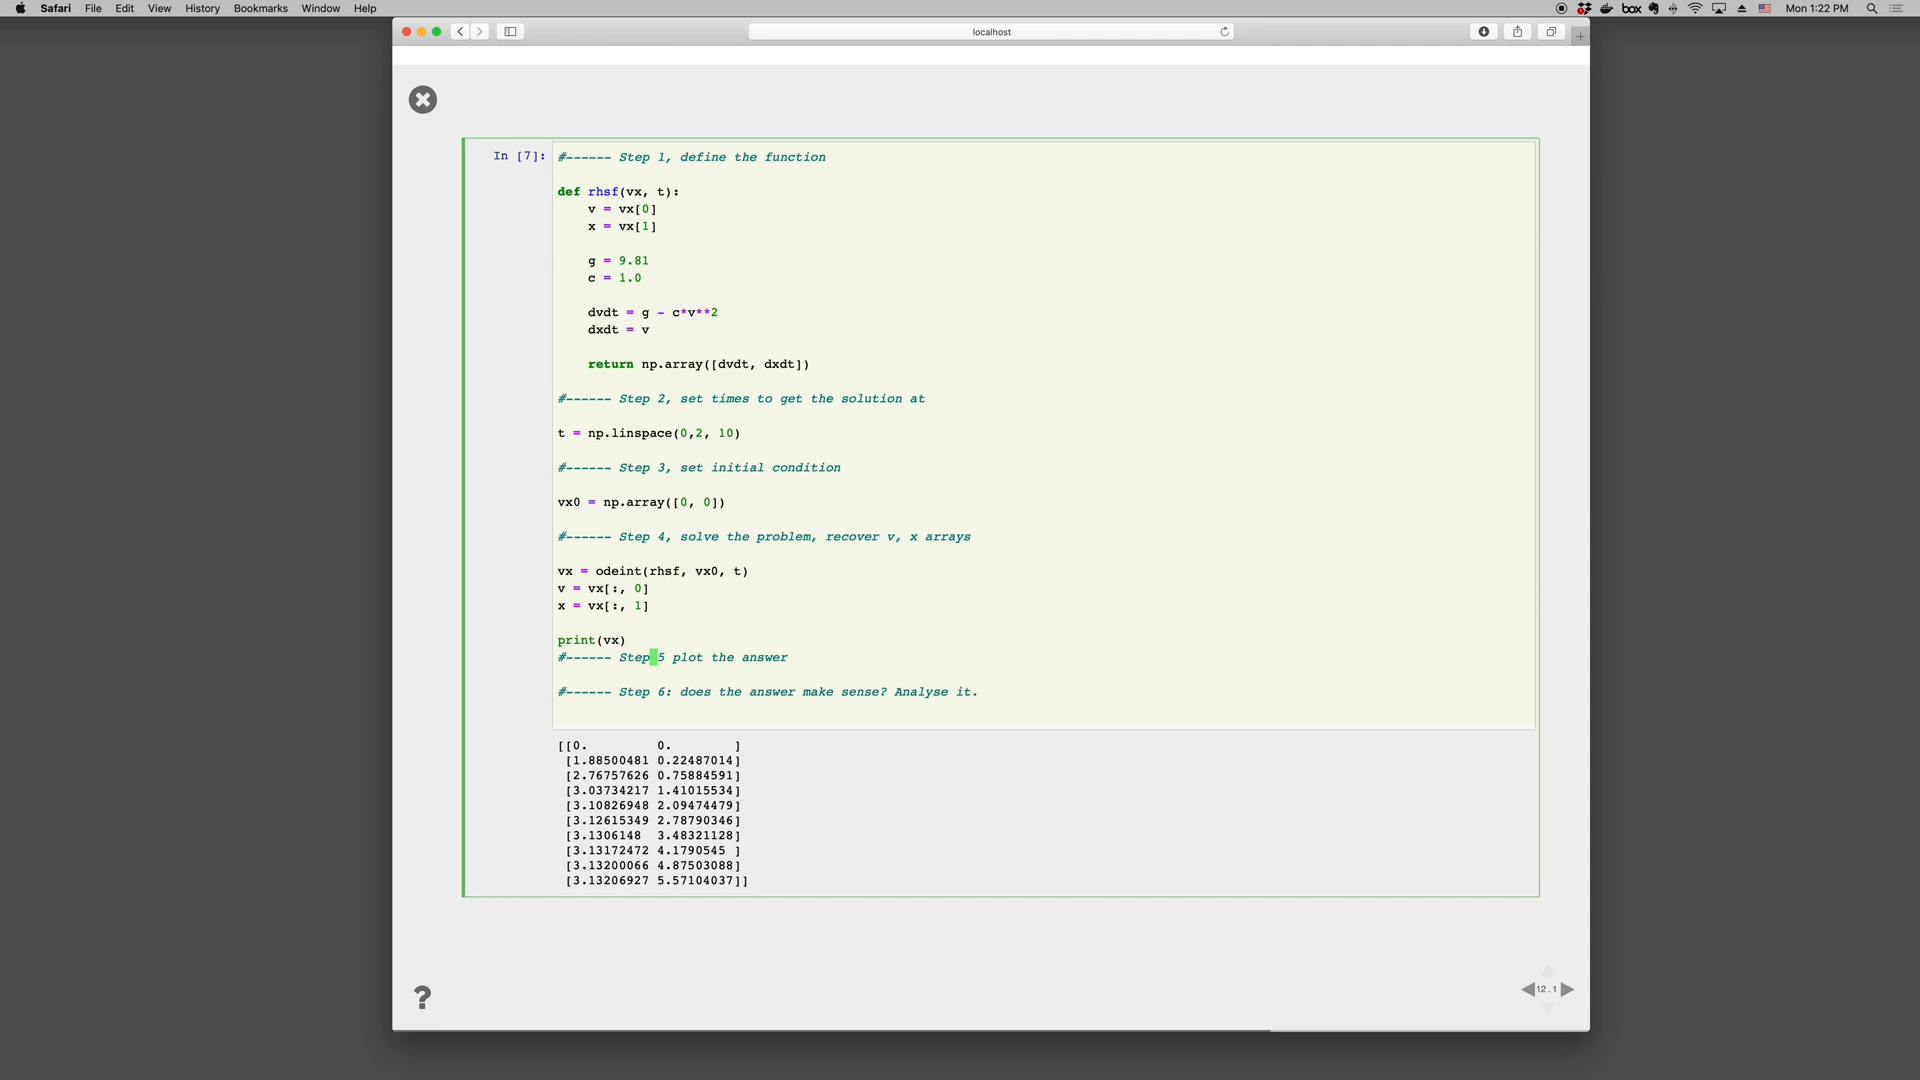 Safari File Edit View History Bookmarks Window Help
box Mon 1:22 PM
localhost
In [7]: #------ Step 1, define the function
def rhsf(vx, t):
    v = vx[0]
    x = vx[1]
    g = 9.81
    c = 1.0
    dvdt = g - c*v**2
    dxdt = v
    return np.array([dvdt, dxdt])
#------ Step 2, set times to get the solution at
t = np.linspace(0,2, 10)
#------ Step 3, set initial condition
vx0 = np.array([0, 0])
#------ Step 4, solve the problem, recover v, x arrays
vx = odeint(rhsf, vx0, t)
v = vx[:, 0]
x = vx[:, 1]
print(vx)
#------ Step 5 plot the answer
#------ Step 6: does the answer make sense? Analyse it.
[[0.         0.        ]
 [1.88500481 0.22487014]
 [2.76757626 0.75884591]
 [3.03734217 1.41015534]
 [3.10826948 2.09474479]
 [3.12615349 2.78790346]
 [3.1306148  3.48321128]
 [3.13172472 4.1790545 ]
 [3.13200066 4.87503088]
 [3.13206927 5.57104037]]
?
12.1